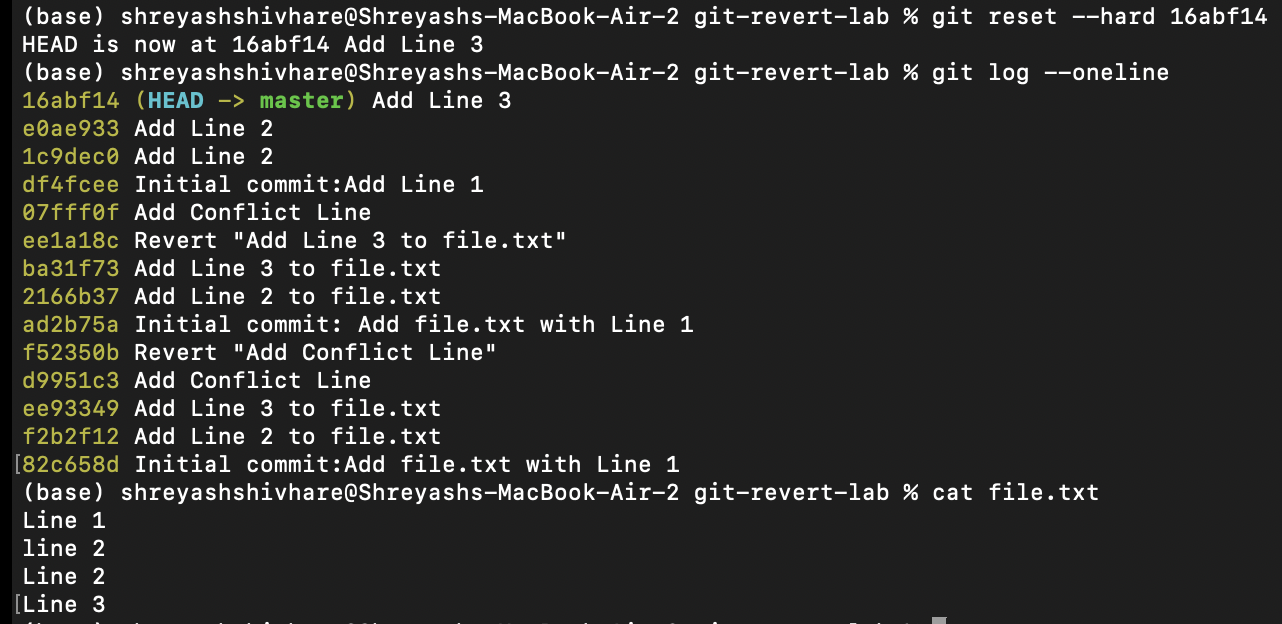 (base) shreyashshivhare@Shreyashs-MacBook-Air-2 git-revert-lab % git reset --hard 16abf14
HEAD is now at 16abf14 Add Line 3
(base) shreyashshivhare@Shreyashs-MacBook-Air-2 git-revert-lab % git log --oneline
16abf14 (HEAD -> master) Add Line 3
e0ae933 Add Line 2
1c9dec0 Add Line 2
df4fcee Initial commit:Add Line 1
07fff0f Add Conflict Line
ee1a18c Revert "Add Line 3 to file.txt"
ba31f73 Add Line 3 to file.txt
2166b37 Add Line 2 to file.txt
ad2b75a Initial commit: Add file.txt with Line 1
f52350b Revert "Add Conflict Line"
d9951c3 Add Conflict Line
ee93349 Add Line 3 to file.txt
f2b2f12 Add Line 2 to file.txt
[82c658d Initial commit:Add file.txt with Line 1
(base) shreyashshivhare@Shreyashs-MacBook-Air-2 git-revert-lab % cat file.txt
Line 1
line 2
Line 2
[Line 3